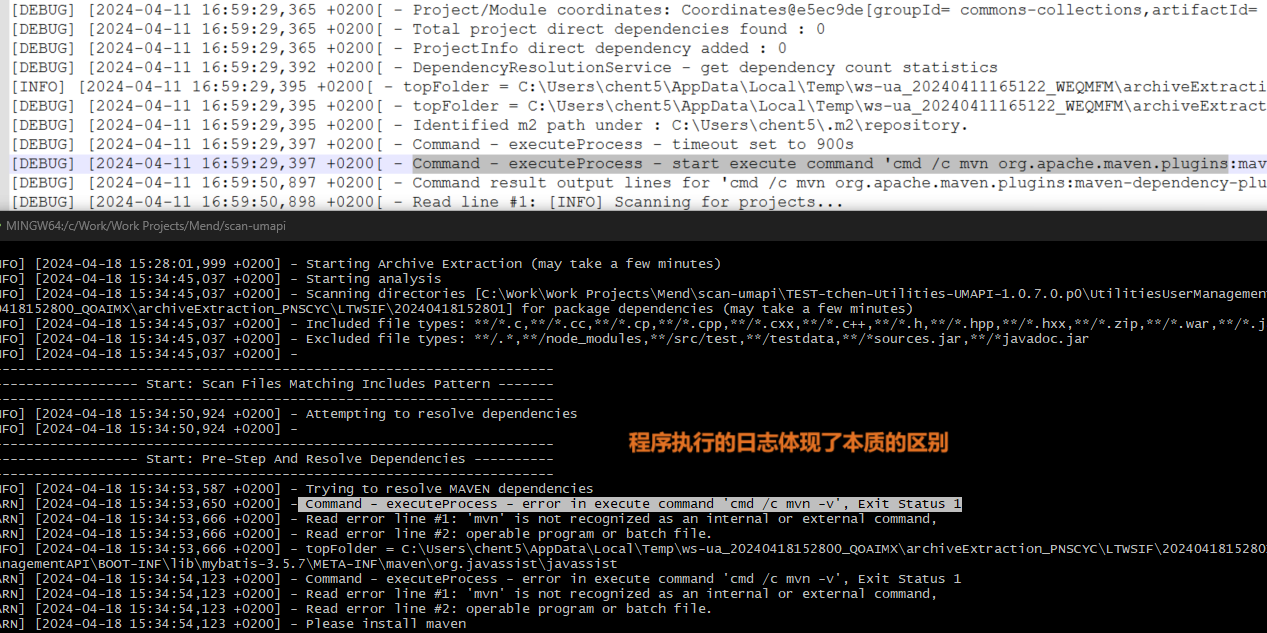 [DEBUG] [2024-04-11 16:59:29,365 +0200[ - Project/Module coordinates: Coordinates@e5ec9de[groupId= commons-collections,artifactId=
[DEBUG] [2024-04-11 16:59:29,365 +0200[ - Total project direct dependencies found : 0
[DEBUG] [2024-04-11 16:59:29,365 +0200[ - ProjectInfo direct dependency added : 0
[DEBUG] [2024-04-11 16:59:29,392 +0200[ - DependencyResolutionService - get dependency count statistics
[INFO] [2024-04-11 16:59:29,395 +0200[ - topFolder = C:\Users\chent5\AppData\Local\Temp\ws-ua_20240411165122_WEQMFM\archiveExtracti
[DEBUG] [2024-04-11 16:59:29,395 +0200[ - topFolder = C:\Users\chent5\AppData\Local\Temp\ws-ua_20240411165122_WEQMFM\archiveExtract
[DEBUG] [2024-04-11 16:59:29,395 +0200[ - Identified m2 path under : C:\Users\chent5\.m2\repository.
[DEBUG] [2024-04-11 16:59:29,397 +0200[ - Command - executeProcess - timeout set to 900s
[DEBUG] [2024-04-11 16:59:29,397 +0200[ - Command - executeProcess - start execute command 'cmd /c mvn org.apache.maven.plugins:mav
[DEBUG] [2024-04-11 16:59:50,897 +0200[ - Command result output lines for 'cmd /c mvn org.apache.maven.plugins:maven-dependency-plu
[DEBUG] [2024-04-11 16:59:50,898 +0200[ - Read line #1: [INFO] Scanning for projects...
MINGW64:/c/Work/Work Projects/Mend/scan-umapi
NFO] [2024-04-18 15:28:01,999 +0200] - Starting Archive Extraction (may take a few minutes)
NFO] [2024-04-18 15:34:45,037 +0200] - Starting analysis
NFO] [2024-04-18 15:34:45,037 +0200] - Scanning directories [C:\Work\Work Projects\Mend\scan-umapi\TEST-tchen-Utilities-UMAPI-1.0.7.0.p0\UtilitiesUserManagemen
0418152800_QOAIMX\archiveExtraction_PNSCYC\LTWSIF\20240418152801] for package dependencies (may take a few minutes)
NFO] [2024-04-18 15:34:45,037 +0200] - Included file types: **/*.c,**/*.cc,**/*.cp,**/*.cpp,**/*.cxx,**/*.c++,**/*.h,**/*.hpp,**/*.hxx,**/*.zip,**/*.war,**/*.j
NFO] [2024-04-18 15:34:45,037 +0200] - Excluded file types: **/.*,**/node_modules,**/src/test,**/testdata,**/*sources.jar,**/*javadoc.jar
NFO] [2024-04-18 15:34:45,037 +0200] -
----------------------------------------------------------------------
------------------ Start: Scan Files Matching Includes Pattern -------
----------------------------------------------------------------------
NFO] [2024-04-18 15:34:50,924 +0200] - Attempting to resolve dependencies
NFO] [2024-04-18 15:34:50,924 +0200] -
程序执行的日志体现了本质的区别
----------------------------------------------------------------------
------------------ Start: Pre-Step And Resolve Dependencies ----------
----------------------------------------------------------------------
NFO] [2024-04-18 15:34:53,587 +0200] - Trying to resolve MAVEN dependencies
ARN] [2024-04-18 15:34:53,650 +0200] - Command - executeProcess - error in execute command 'cmd /c mvn -v', Exit Status 1
ARN] [2024-04-18 15:34:53,666 +0200] - Read error line #1: 'mvn' is not recognized as an internal or external command,
ARN] [2024-04-18 15:34:53,666 +0200] - Read error line #2: operable program or batch file.
NFO] [2024-04-18 15:34:53,666 +0200] - topFolder = C:\Users\chent5\AppData\Local\Temp\ws-ua_20240418152800_QOAIMX\archiveExtraction_PNSCYC\LTWSIF\2024041815280
nagementAPI\BOOT-INF\lib\mybatis-3.5.7\META-INF\maven\org.javassist\javassist
ARN] [2024-04-18 15:34:54,123 +0200] - Command - executeProcess - error in execute command 'cmd /c mvn -v', Exit Status 1
ARN] [2024-04-18 15:34:54,123 +0200] - Read error line #1: 'mvn' is not recognized as an internal or external command,
ARN] [2024-04-18 15:34:54,123 +0200] - Read error line #2: operable program or batch file.
ARN] [2024-04-18 15:34:54,123 +0200] - Please install maven